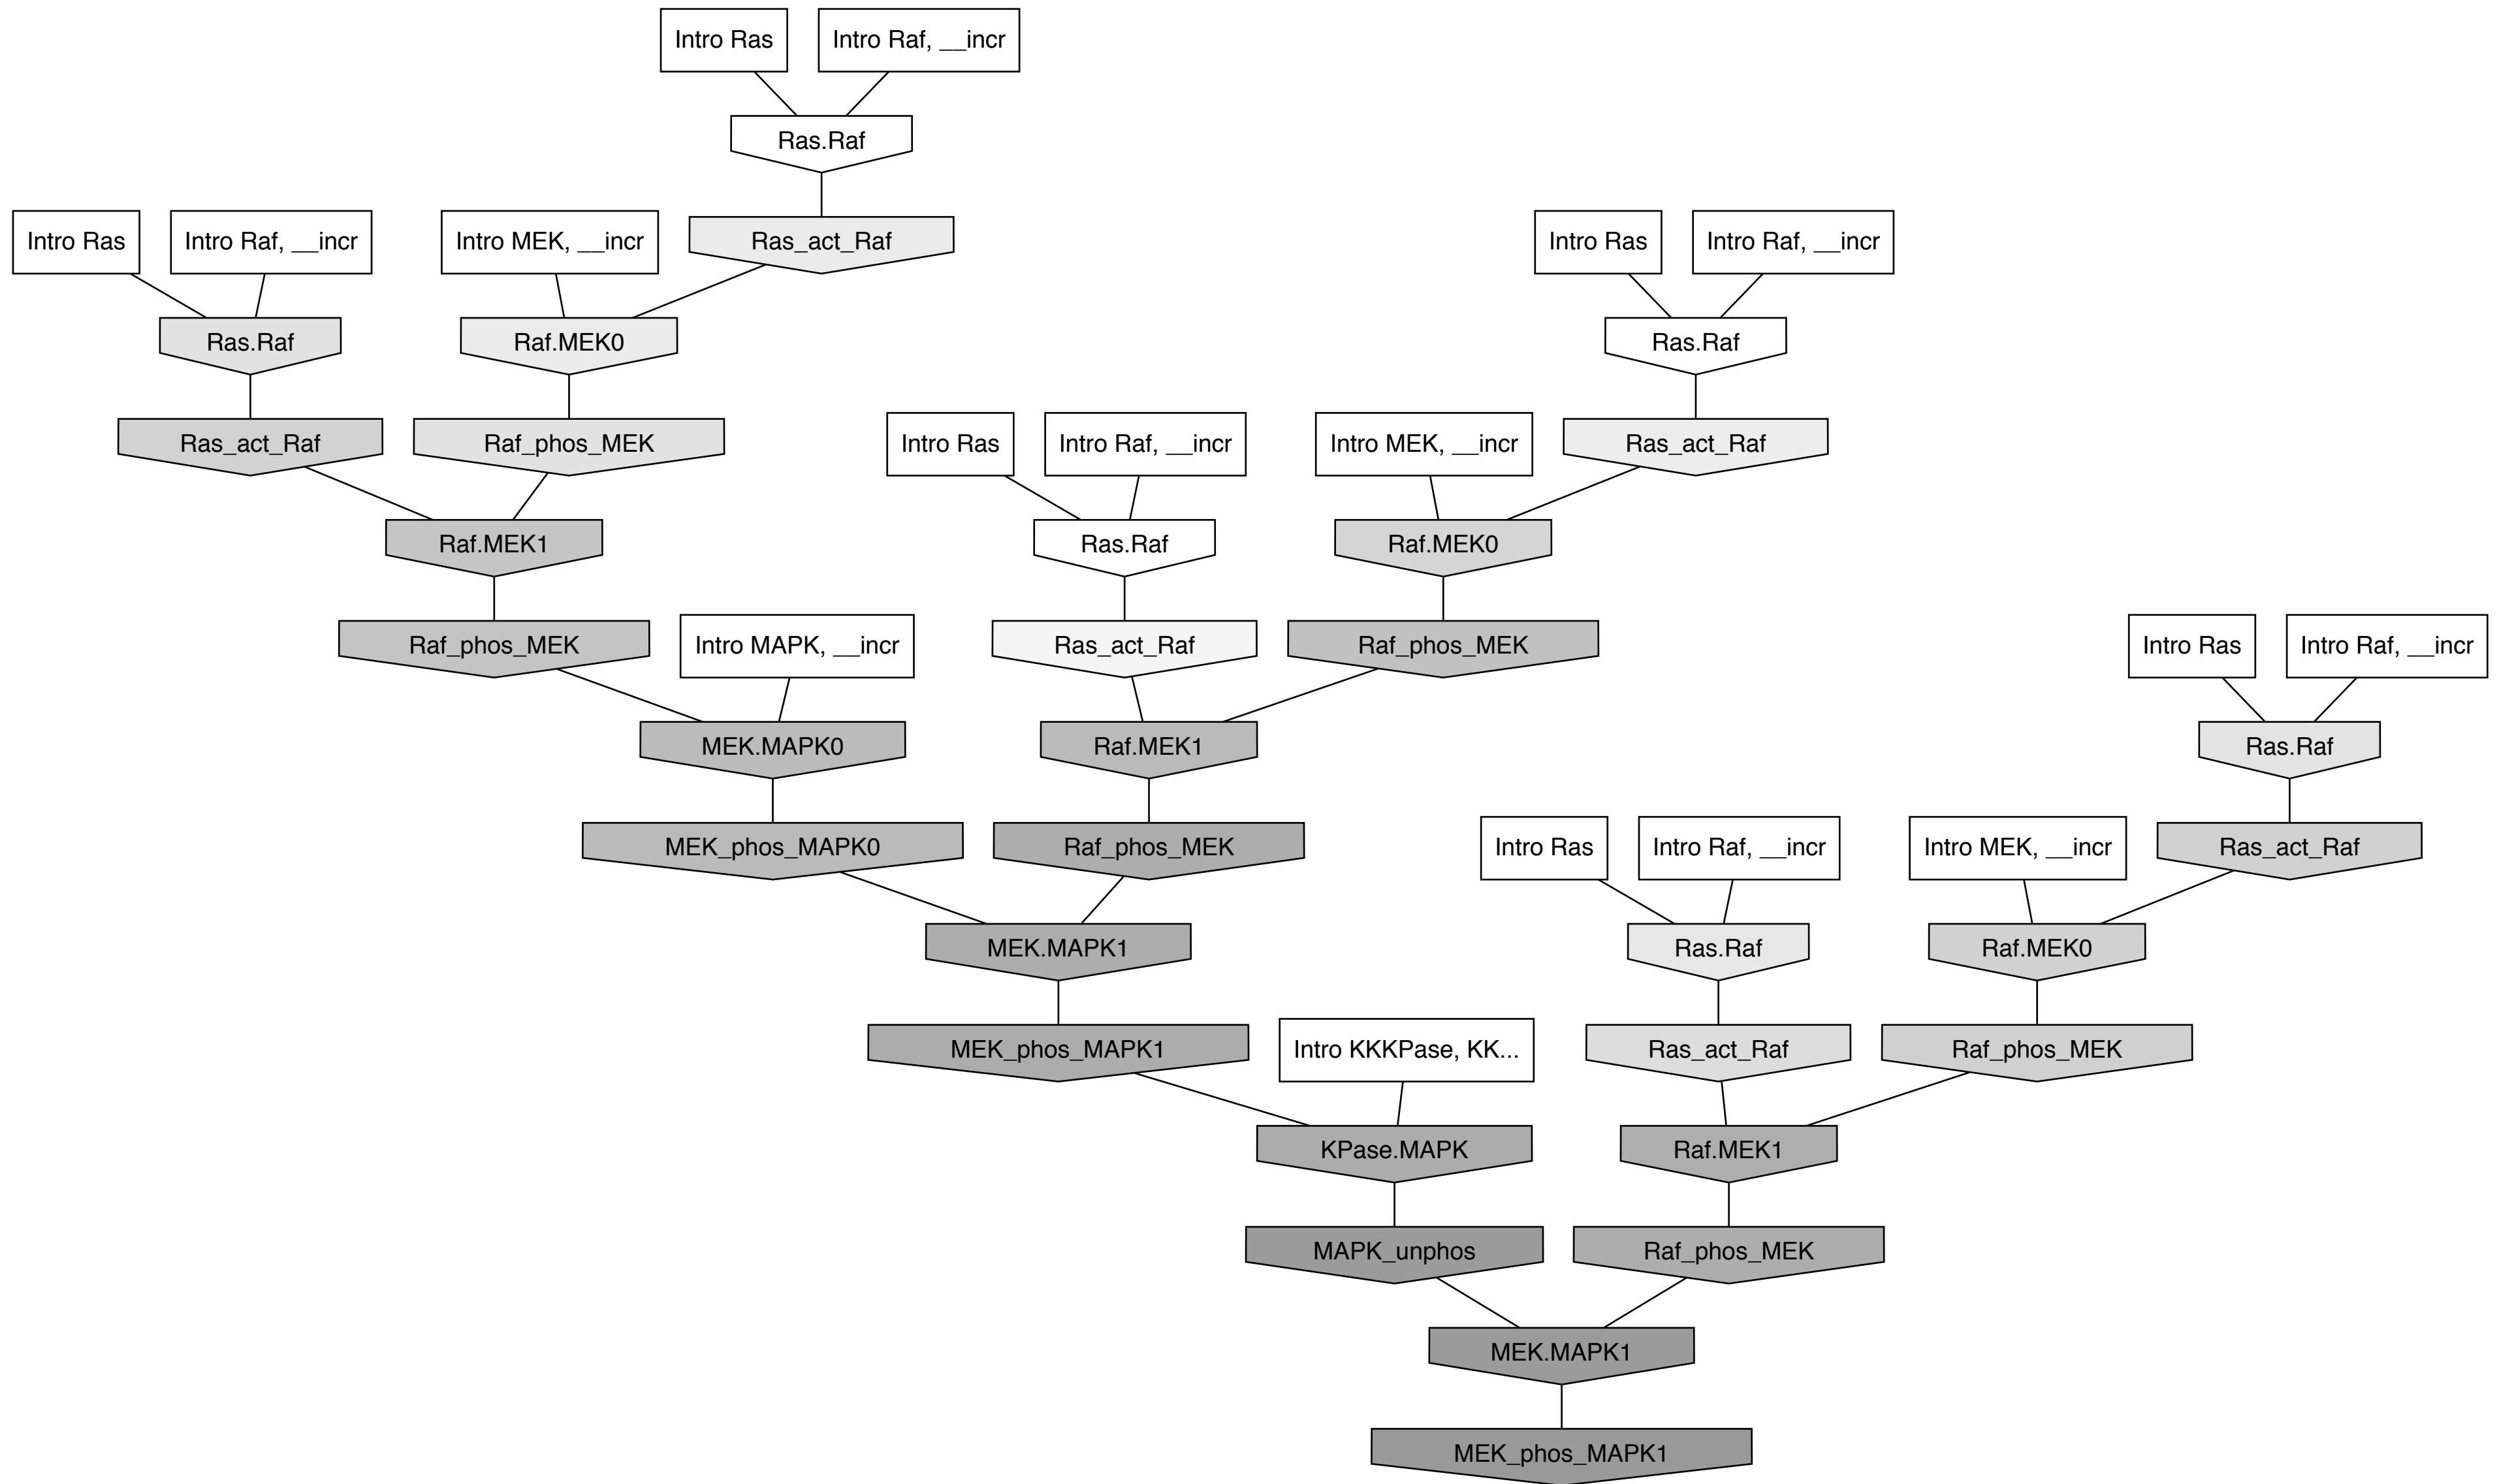 Intro Ras
Intro Raf, __incr
Ras.Raf
Intro Ras
Intro Raf, __incr
Intro MEK, __incr
Ras_act_Raf
Intro Ras
Intro Raf, __incr
Ras.Raf
Raf.MEK0
Ras.Raf
Ras_act_Raf
Raf_phos_MEK
Intro Ras
Intro Raf, __incr
Intro MEK, __incr
Ras_act_Raf
Raf.MEK1
Ras.Raf
Raf.MEK0
Raf_phos_MEK
Intro MAPK, __incr
Ras_act_Raf
Raf_phos_MEK
Intro Ras
Intro Raf, __incr
MEK.MAPK0
Raf.MEK1
Ras.Raf
MEK_phos_MAPK0
Raf_phos_MEK
Intro Ras
Intro Raf, __incr
Intro MEK, __incr
Ras_act_Raf
MEK.MAPK1
Ras.Raf
Raf.MEK0
MEK_phos_MAPK1
Intro KKKPase, KK...
Ras_act_Raf
Raf_phos_MEK
KPase.MAPK
Raf.MEK1
MAPK_unphos
Raf_phos_MEK
MEK.MAPK1
MEK_phos_MAPK1